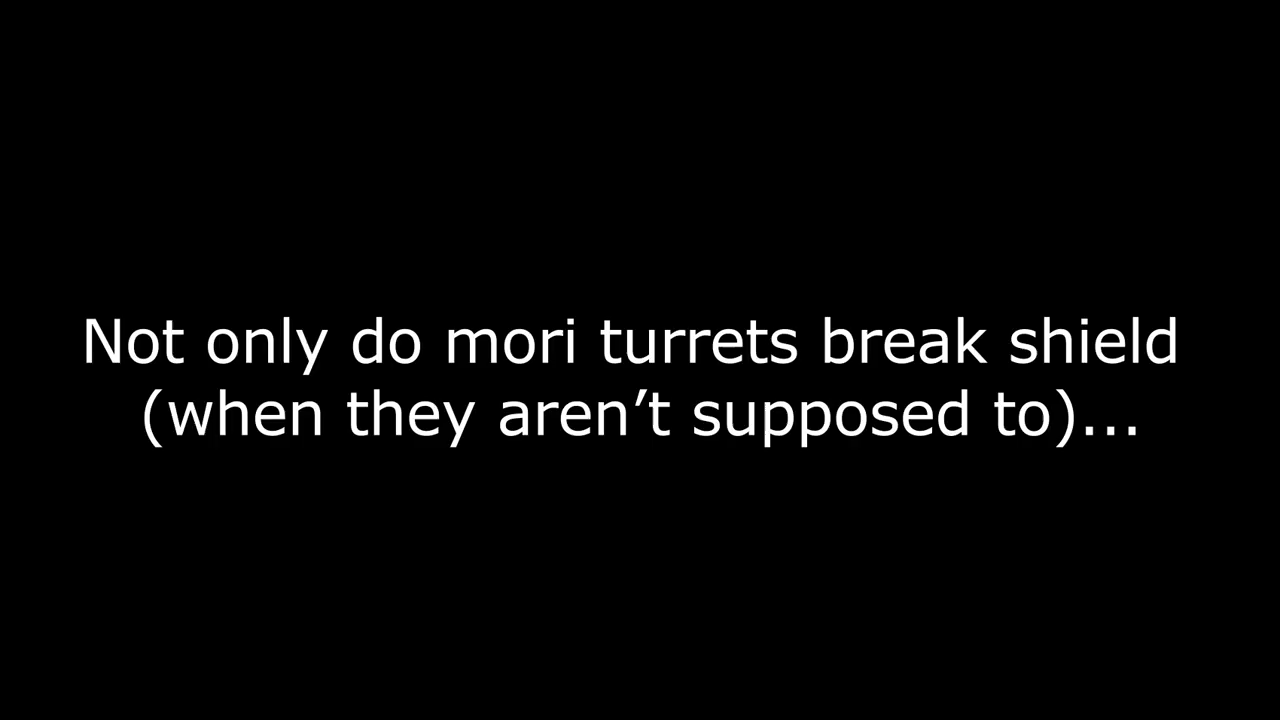 Not only do mori turrets break shield
(when they aren’t supposed to)...